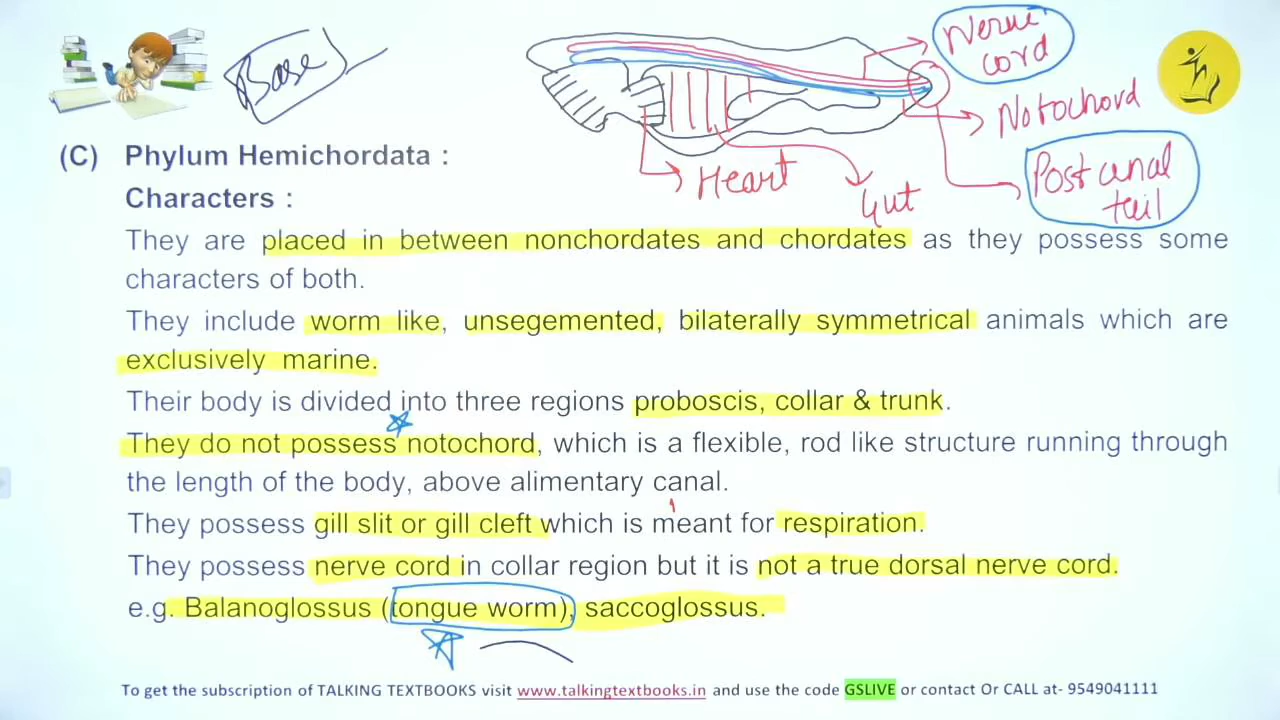 Base
Nerve
cord
Notochord
Post anal
tail
Heart
Gut
(C) Phylum Hemichordata :
Characters :
They are placed in between nonchordates and chordates as they possess some
characters of both.
They include worm like, unsegemented, bilaterally symmetrical animals which are
exclusively marine.
Their body is divided into three regions proboscis, collar & trunk.
They do not possess notochord, which is a flexible, rod like structure running through
the length of the body, above alimentary canal.
They possess gill slit or gill cleft which is meant for respiration.
They possess nerve cord in collar region but it is not a true dorsal nerve cord.
e.g. Balanoglossus (tongue worm), saccoglossus.
To get the subscription of TALKING TEXTBOOKS visit www.talkingtextbooks.in and use the code GSLIVE or contact Or CALL at- 9549041111